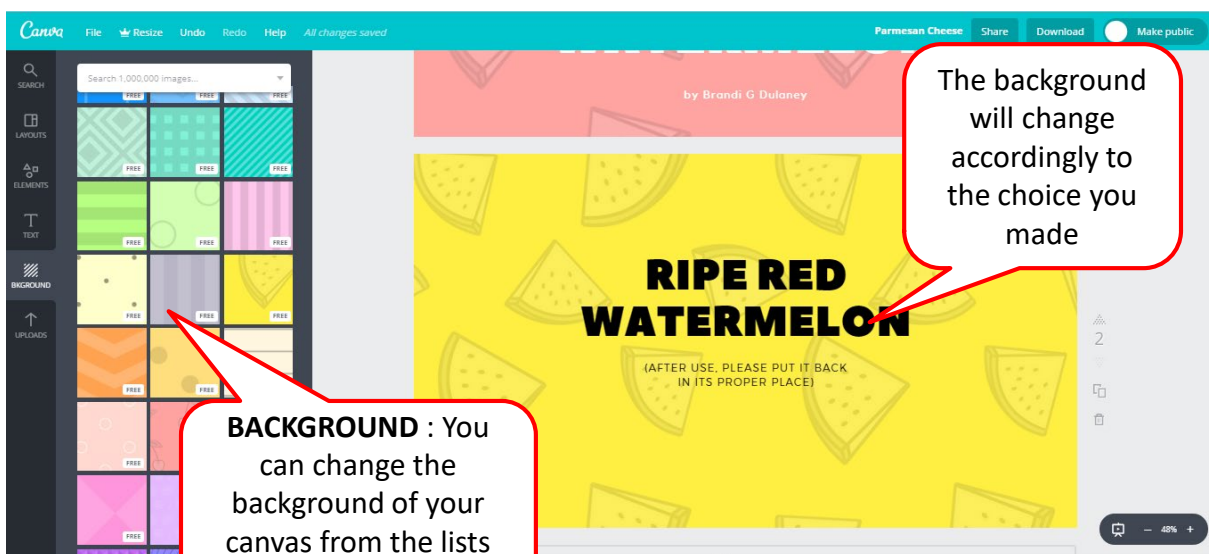 Canva File Resize Undo Redo Help All changes saved Parmesan Cheese Share Download Make public
SEARCH
LAYOUTS
ELEMENTS
TEXT
BKGROUND
UPLOADS
Search 1,000,000 images...
FREE FREE FREE
FREE FREE FREE
FREE FREE FREE
FREE FREE FREE
FREE FREE
FREE
FREE
by Brandi G Dulaney
RIPE RED
WATERMELON
(AFTER USE, PLEASE PUT IT BACK
IN ITS PROPER PLACE)
The background
will change
accordingly to
the choice you
made
BACKGROUND : You
can change the
background of your
canvas from the lists
2
48%